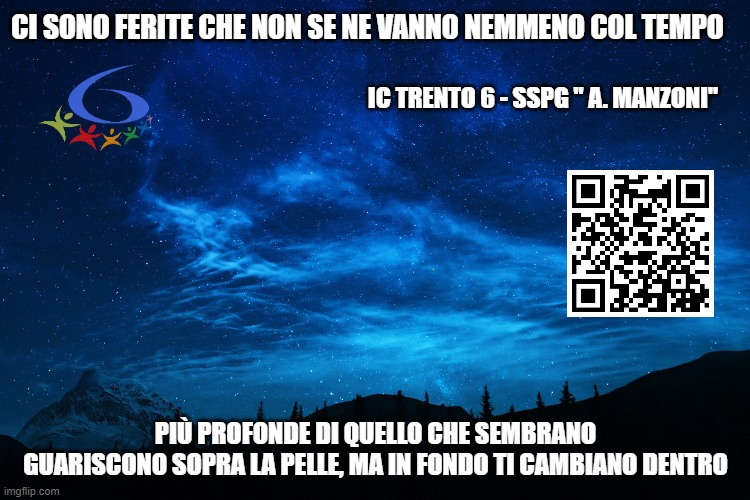 CI SONO FERITE CHE NON SE NE VANNO NEMMENO COL TEMPO
6
IC TRENTO 6 - SSPG " A. MANZONI"
PIÙ PROFONDE DI QUELLO CHE SEMBRANO
GUARISCONO SOPRA LA PELLE, MA IN FONDO TI CAMBIANO DENTRO
imgflip.com